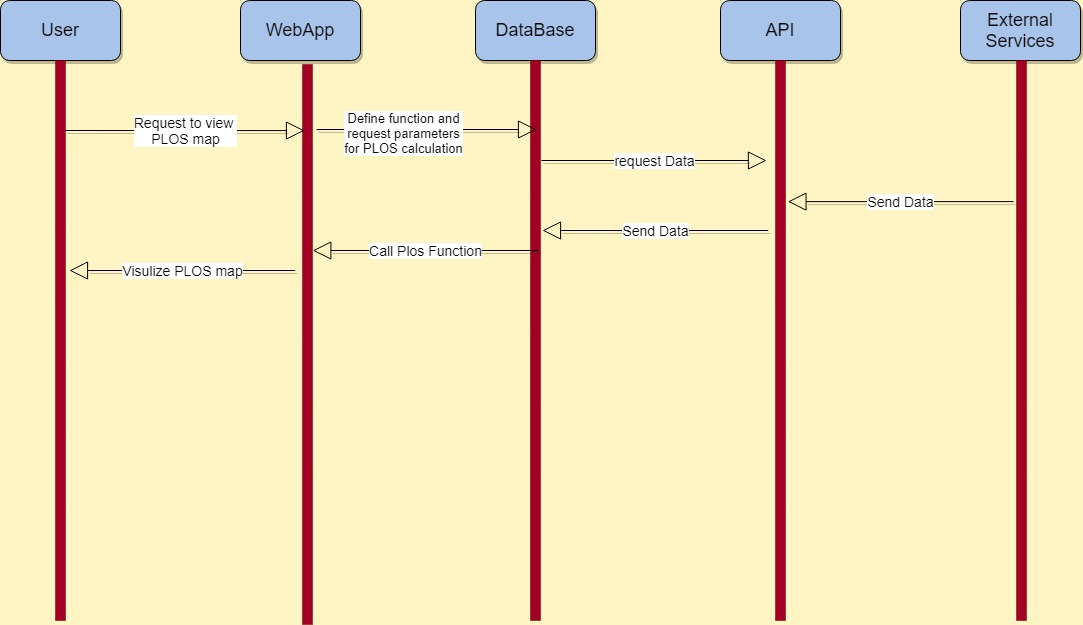 User
WebApp
DataBase
API
External
Services
Request to view
PLOS map
Define function and
request parameters
for PLOS calculation
request Data
Send Data
Send Data
Call Plos Function
Visulize PLOS map